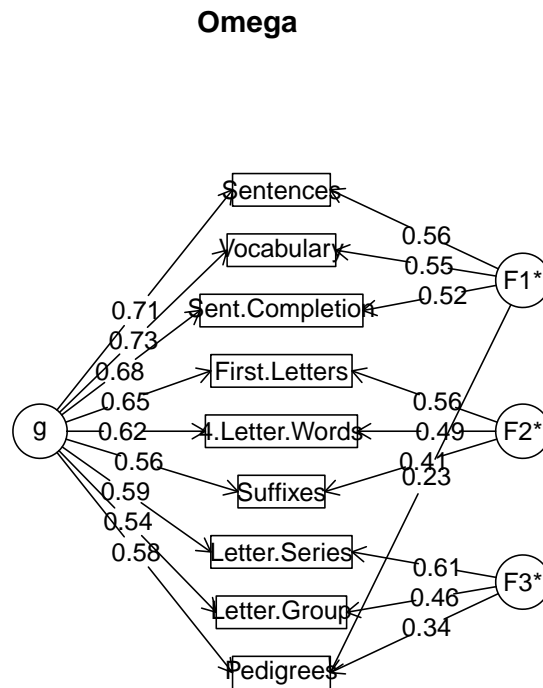 Omega
Sentences
Vocabulary
Sent.Completion
First.Letters
4.Letter.Words
Suffixes
Letter.Series
Letter.Group
Pedigrees
g
0.71
0.73
0.68
0.65
0.62
0.56
0.59
0.54
0.58
0.56
0.55
0.52
0.56
0.49
0.41
0.23
0.61
0.46
0.34
F1*
F2*
F3*